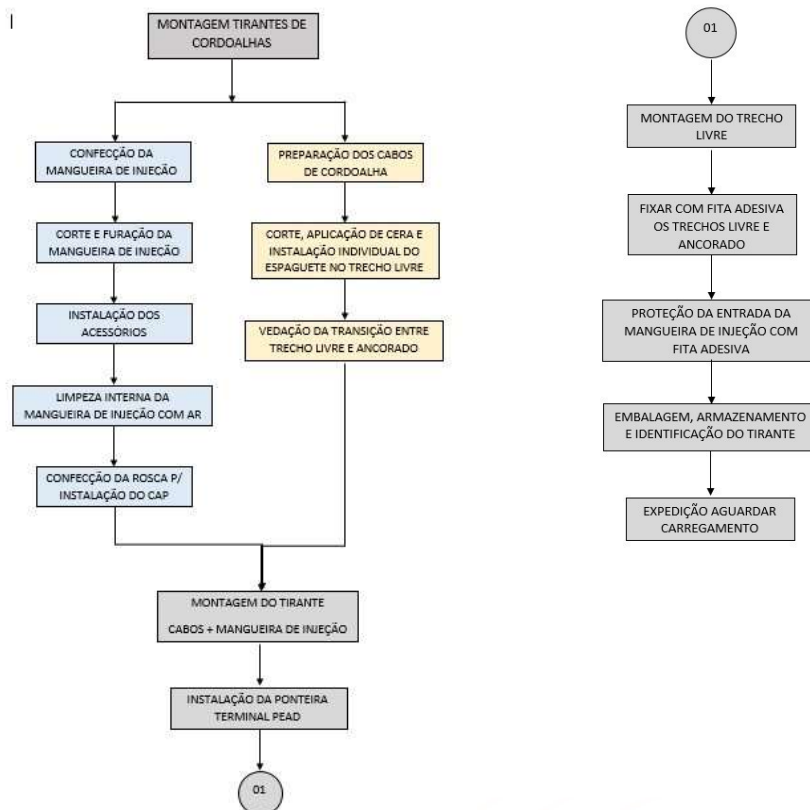 MONTAGEM TIRANTES DE
CORDOALHAS
CONFECÇÃO DA
MANGUEIRA DE INJEÇÃO
CORTE E FURAÇÃO DA
MANGUEIRA DE INJEÇÃO
INSTALAÇÃO DOS
ACESSÓRIOS
LIMPEZA INTERNA DA
MANGUEIRA DE INJEÇÃO COM AR
CONFECÇÃO DA ROSCA P/
INSTALAÇÃO DO CAP
PREPARAÇÃO DOS CABOS
DE CORDOALHA
CORTE, APLICAÇÃO DE CERA E
INSTALAÇÃO INDIVIDUAL DO
ESPAGUETE NO TRECHO LIVRE
VEDAÇÃO DA TRANSIÇÃO ENTRE
TRECHO LIVRE E ANCORADO
MONTAGEM DO TIRANTE
CABOS + MANGUEIRA DE INJEÇÃO
INSTALAÇÃO DA PONTEIRA
TERMINAL PEAD
01
01
MONTAGEM DO TRECHO
LIVRE
FIXAR COM FITA ADESIVA
OS TRECHOS LIVRE E
ANCORADO
PROTEÇÃO DA ENTRADA DA
MANGUEIRA DE INJEÇÃO COM
FITA ADESIVA
EMBALAGEM, ARMAZENAMENTO
E IDENTIFICAÇÃO DO TIRANTE
EXPEDIÇÃO AGUARDAR
CARREGAMENTO